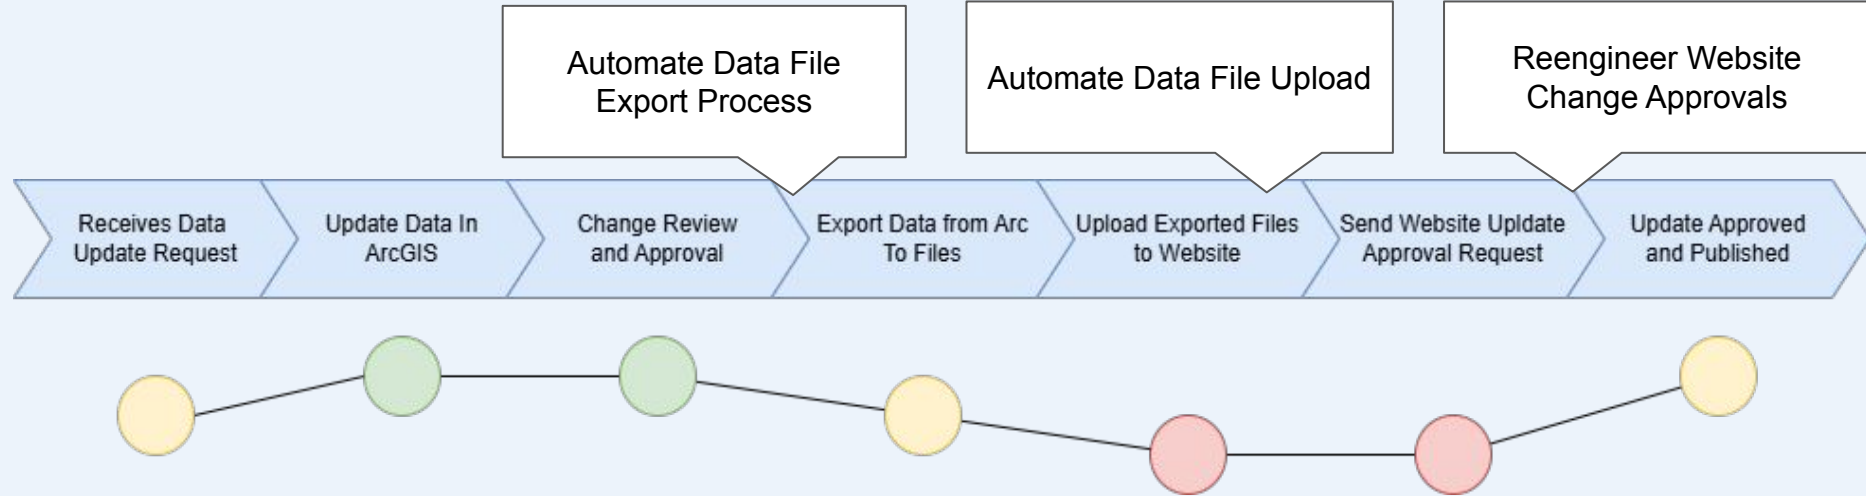 Automate Data File
Export Process
Automate Data File Upload
Reengineer Website
Change Approvals
Receives Data
Update Request
Update Data In
ArcGIS
Change Review
and Approval
Export Data from Arc
To Files
Upload Exported Files
to Website
Send Website Upldate
Approval Request
Update Approved
and Published